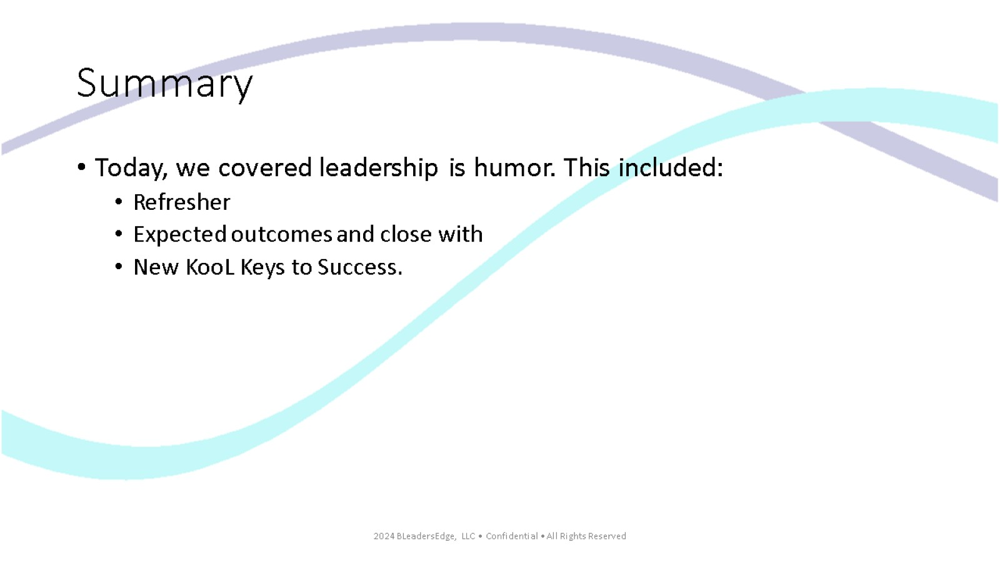 Summary
• Today, we covered leadership is humor. This included:
• Refresher
• Expected outcomes and close with
• New KooL Keys to Success.
2024 BLeadersEdge, LLC • Confidential • All Rights Reserved